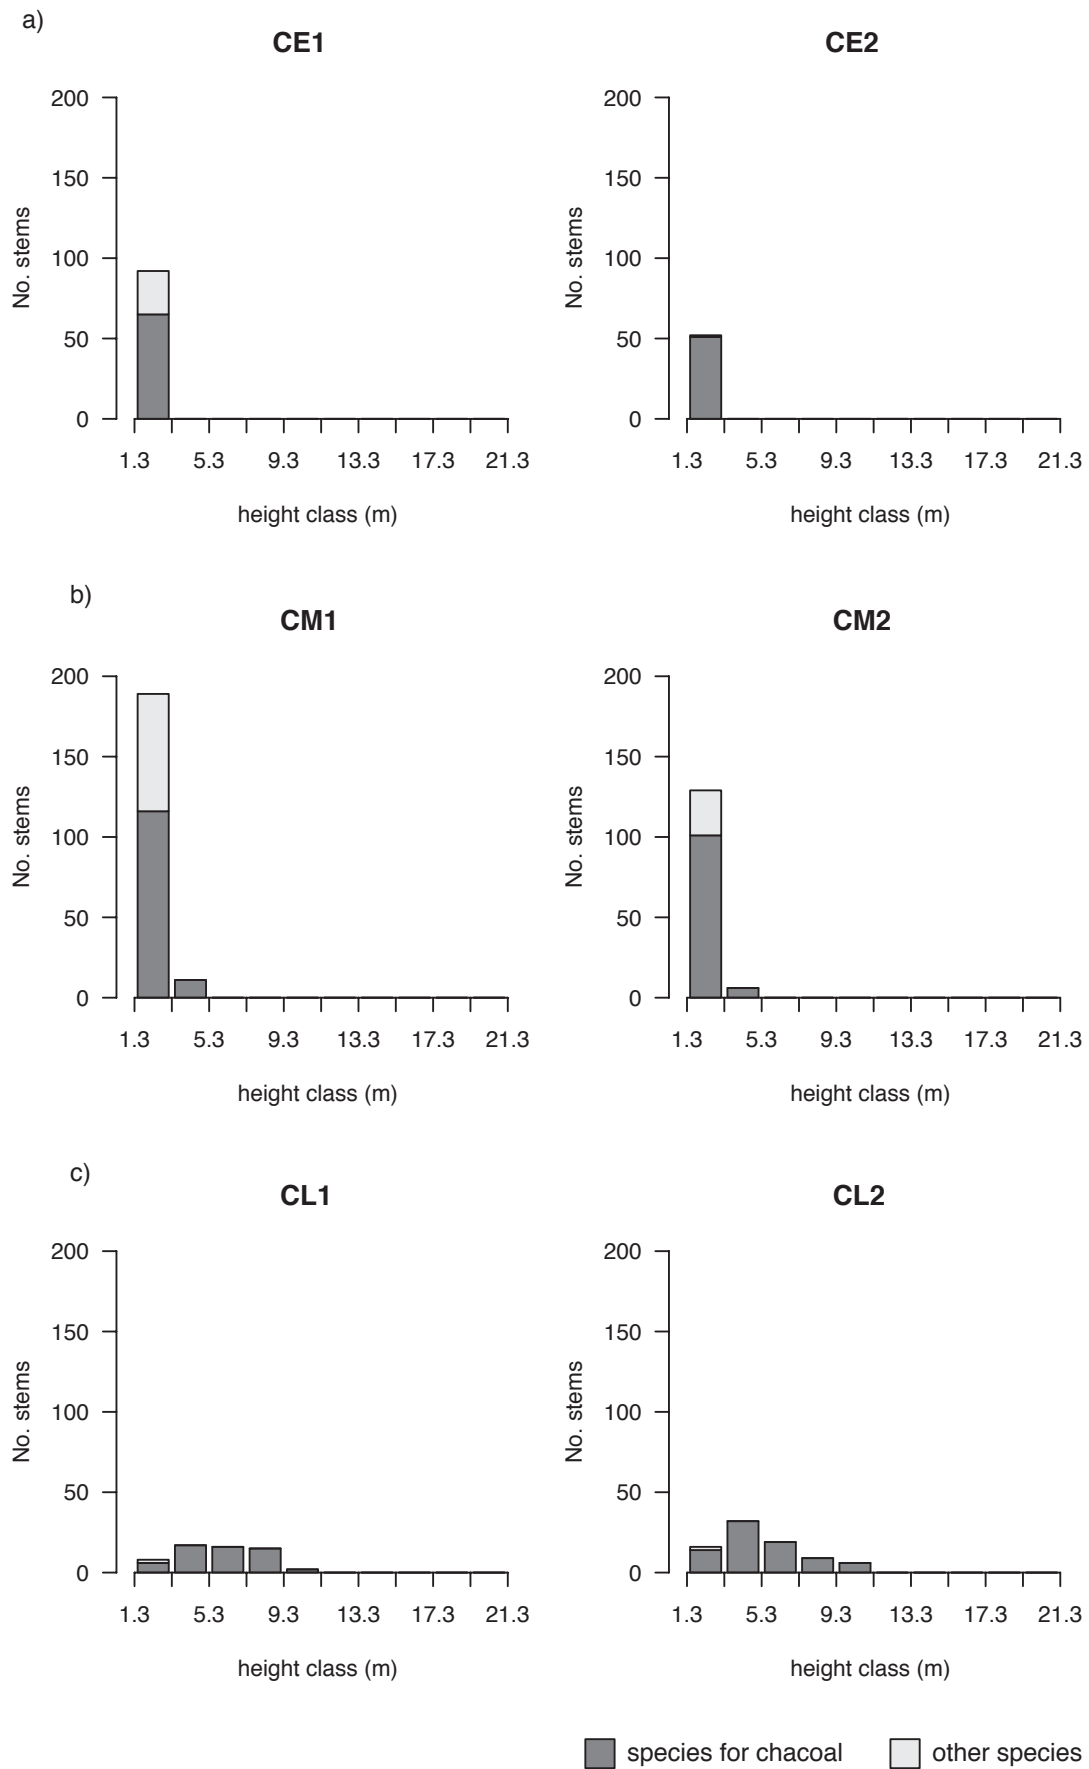 a)
CE1
CE2
200
150
100
50
0
No. stems
1.3 5.3 9.3 13.3 17.3 21.3
height class (m)
200
150
100
50
0
No. stems
1.3 5.3 9.3 13.3 17.3 21.3
height class (m)
b)
CM1
CM2
200
150
100
50
0
No. stems
1.3 5.3 9.3 13.3 17.3 21.3
height class (m)
200
150
100
50
0
No. stems
1.3 5.3 9.3 13.3 17.3 21.3
height class (m)
c)
CL1
CL2
200
150
100
50
0
No. stems
1.3 5.3 9.3 13.3 17.3 21.3
height class (m)
200
150
100
50
0
No. stems
1.3 5.3 9.3 13.3 17.3 21.3
height class (m)
species for chacoal
other species